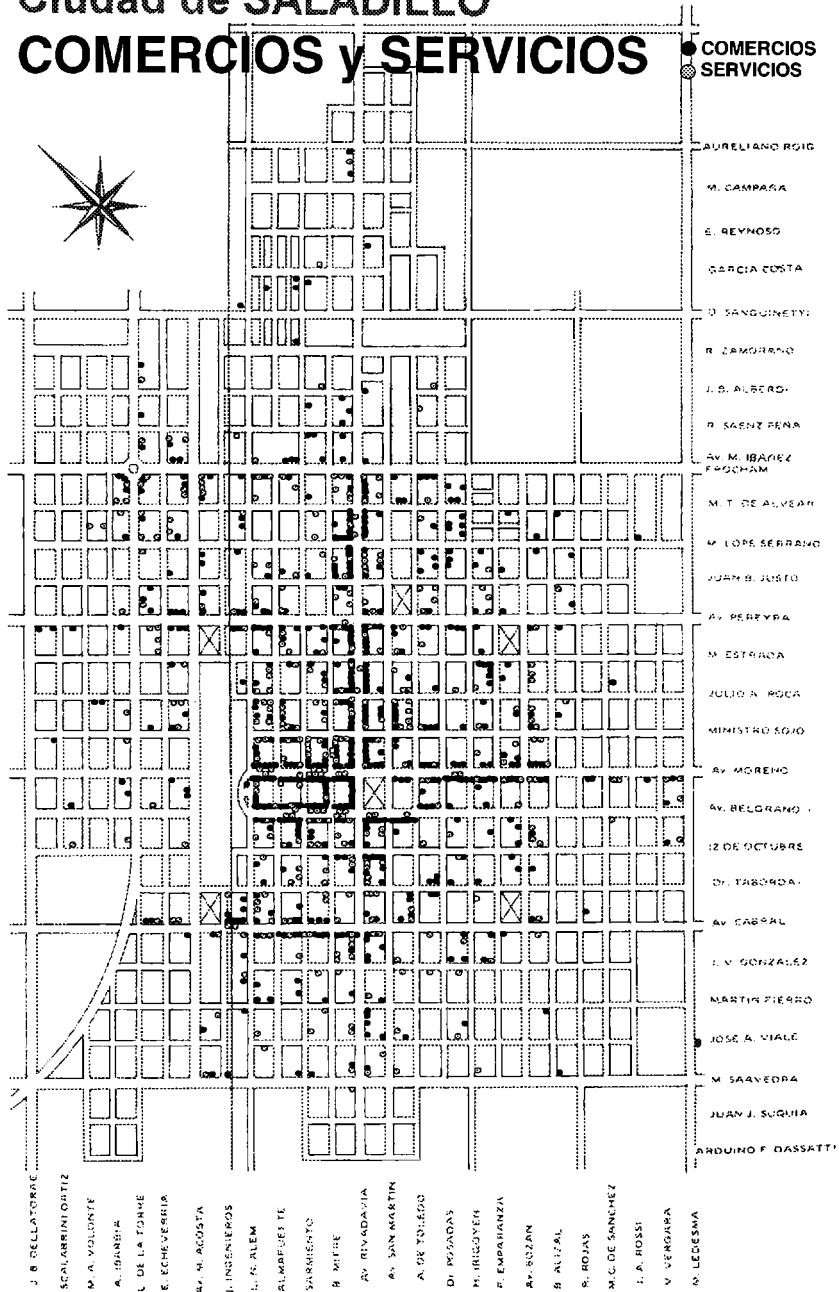 Ciudad de SALADILLO
COMERCIOS y SERVICIOS
COMERCIOS
SERVICIOS
AURELIANO ROIG
M. CAMPAÑA
E. REYNOSO
GARCIA COSTA
O. SANGUINETTI
R. ZAMORANO
J. B. ALBERDI
R. SAENZ PEÑA
Av. M. IBAÑEZ
FROCHAM
M. T. DE ALVEAR
M. LOPE SERRANO
JUAN B. JUSTO
Av. PEREYRA
M. ESTRADA
JULIO A. ROCA
MINISTRO SOJO
Av. MORENO
Av. BELGRANO
12 DE OCTUBRE
Dr. TABORDA
Av. CABRAL
J. V. GONZALEZ
MARTIN FIERRO
JOSE A. VIALE
M. SAAVEDRA
JUAN J. SUQUIA
ARDUINO F. DASSATTI
J. B. DELLATORRE
SCALABRINI ORTIZ
M. A. VOLONTE
A. IBARBIA
L. DE LA TORRE
E. ECHEVERRIA
Av. H. ACOSTA
J. INGENIEROS
L. N. ALEM
ALMAFUERTE
SARMIENTO
B. MITRE
Av. RIVADAVIA
Av. SAN MARTIN
A. DE TOLEDO
Dr. POSADAS
H. IRIGOYEN
F. EMPARANZA
Av. BOZAN
B. ALIZAL
R. ROJAS
M. C. DE SANCHEZ
I. A. ROSSI
V. VERGARA
M. LEDESMA